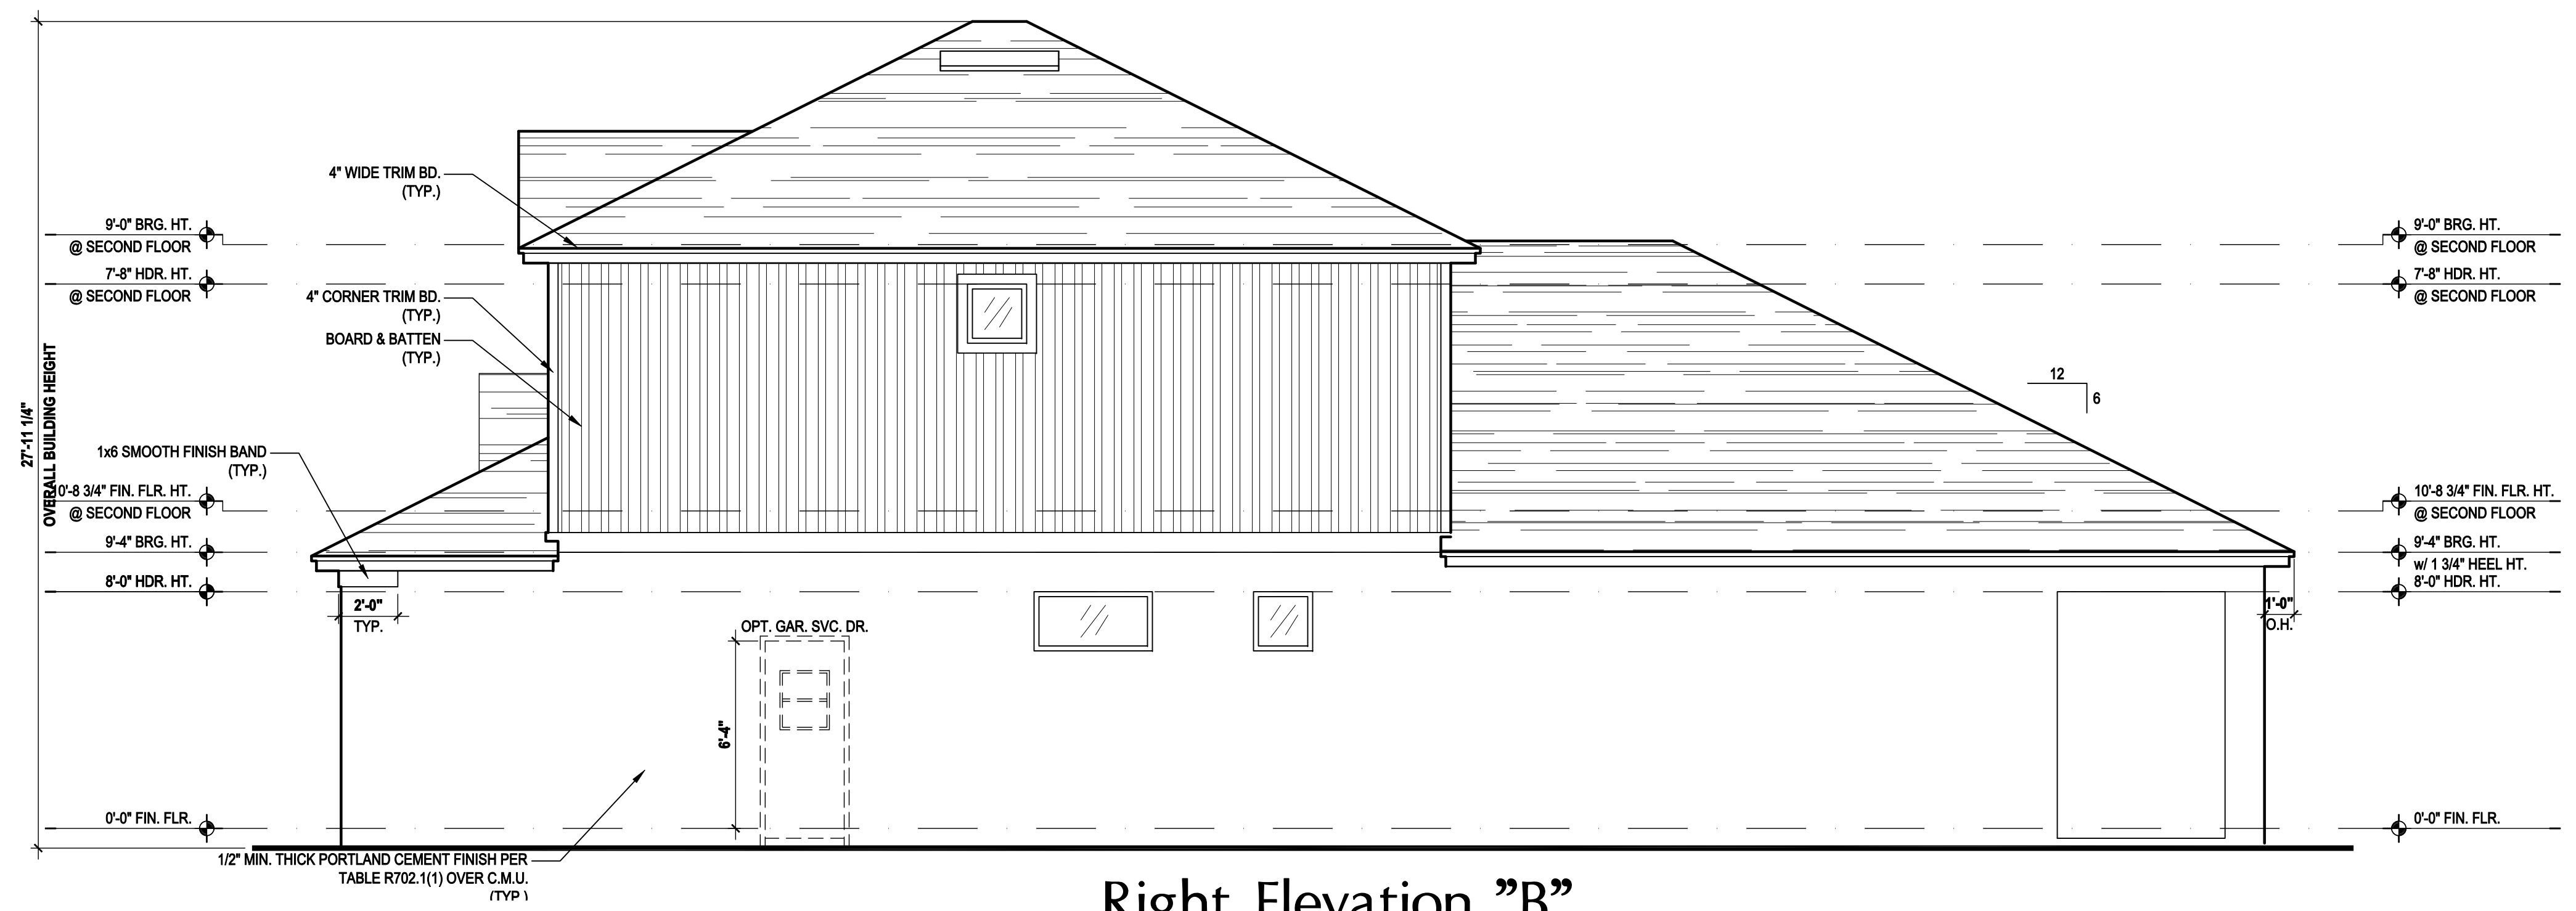 4" WIDE TRIM BD.
(TYP.)
9'-0" BRG. HT.
@ SECOND FLOOR
7'-8" HDR. HT.
@ SECOND FLOOR
4" CORNER TRIM BD.
(TYP.)
BOARD & BATTEN
(TYP.)
27'-11 1/4"
OVERALL BUILDING HEIGHT
1x6 SMOOTH FINISH BAND
(TYP.)
10'-8 3/4" FIN. FLR. HT.
@ SECOND FLOOR
9'-4" BRG. HT.
8'-0" HDR. HT.
2'-0"
TYP.
OPT. GAR. SVC. DR.
6'-4"
0'-0" FIN. FLR.
1/2" MIN. THICK PORTLAND CEMENT FINISH PER
TABLE R702.1(1) OVER C.M.U.
(TYP.)
9'-0" BRG. HT.
@ SECOND FLOOR
7'-8" HDR. HT.
@ SECOND FLOOR
12
6
10'-8 3/4" FIN. FLR. HT.
@ SECOND FLOOR
9'-4" BRG. HT.
w/ 1 3/4" HEEL HT.
8'-0" HDR. HT.
1'-0"
O.H.
0'-0" FIN. FLR.
Right Elevation "B"